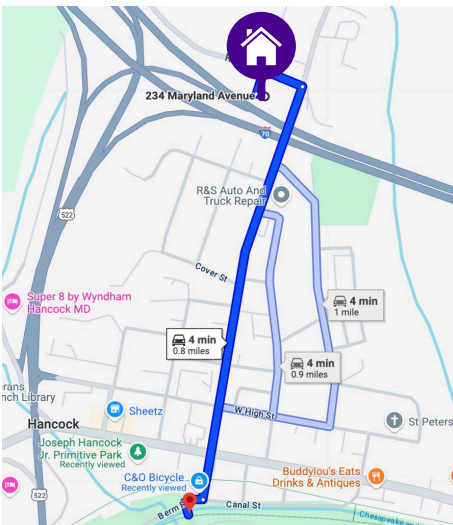 234 Maryland Avenue
70
R&S Auto And
Truck Repair
522
Cover St
Super 8 by Wyndham
Hancock MD
4 min
1 mile
4 min
0.8 miles
4 min
0.9 miles
nch Library
Sheetz
W High St
St Peters
Hancock
Joseph Hancock
Jr. Primitive Park
Recently viewed
Buddylou's Eats
Drinks & Antiques
C&O Bicycle
Recently viewed
522
Berm
Canal St
Chesapeake